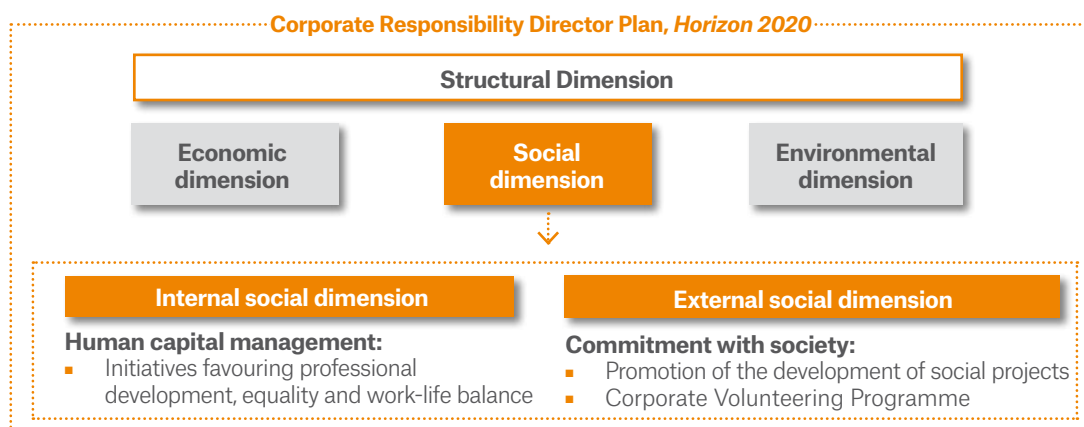 Corporate Responsibility Director Plan, Horizon 2020
Structural Dimension
Economic
dimension
Social
dimension
Environmental
dimension
Internal social dimension
Human capital management:
▪ Initiatives favouring professional
development, equality and work-life balance
External social dimension
Commitment with society:
▪ Promotion of the development of social projects
▪ Corporate Volunteering Programme